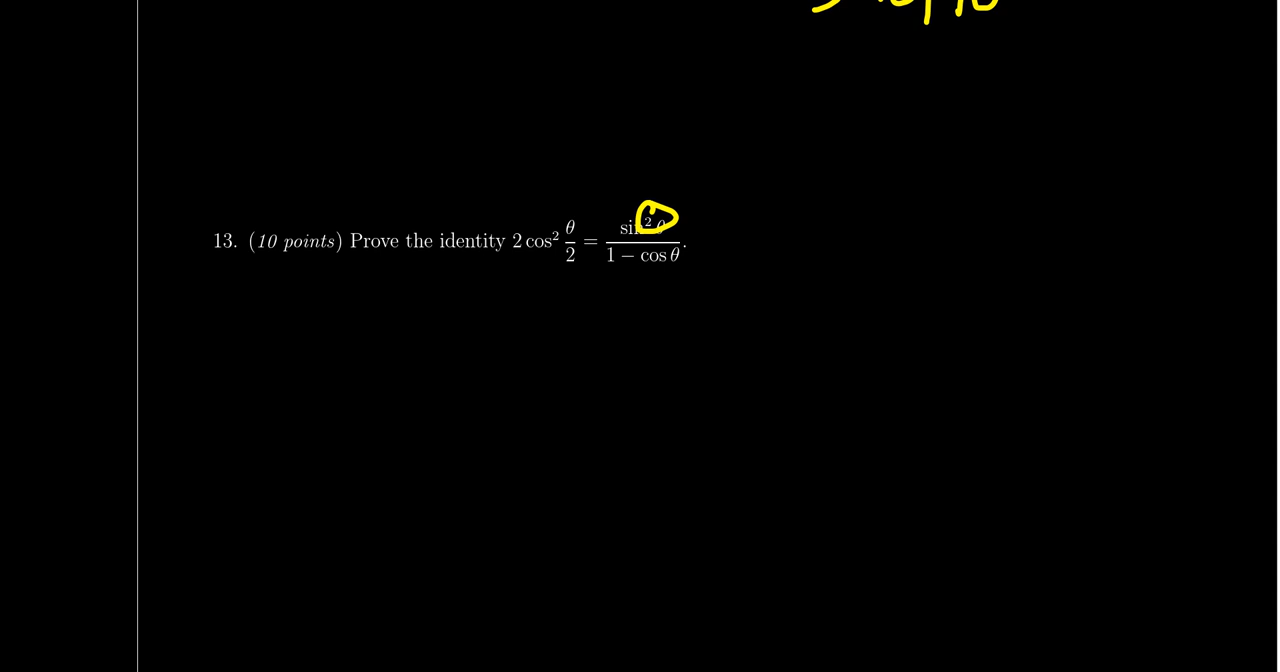 13. (10 points) Prove the identity 2 cos² θ/2 = sin² θ / 1 − cos θ.